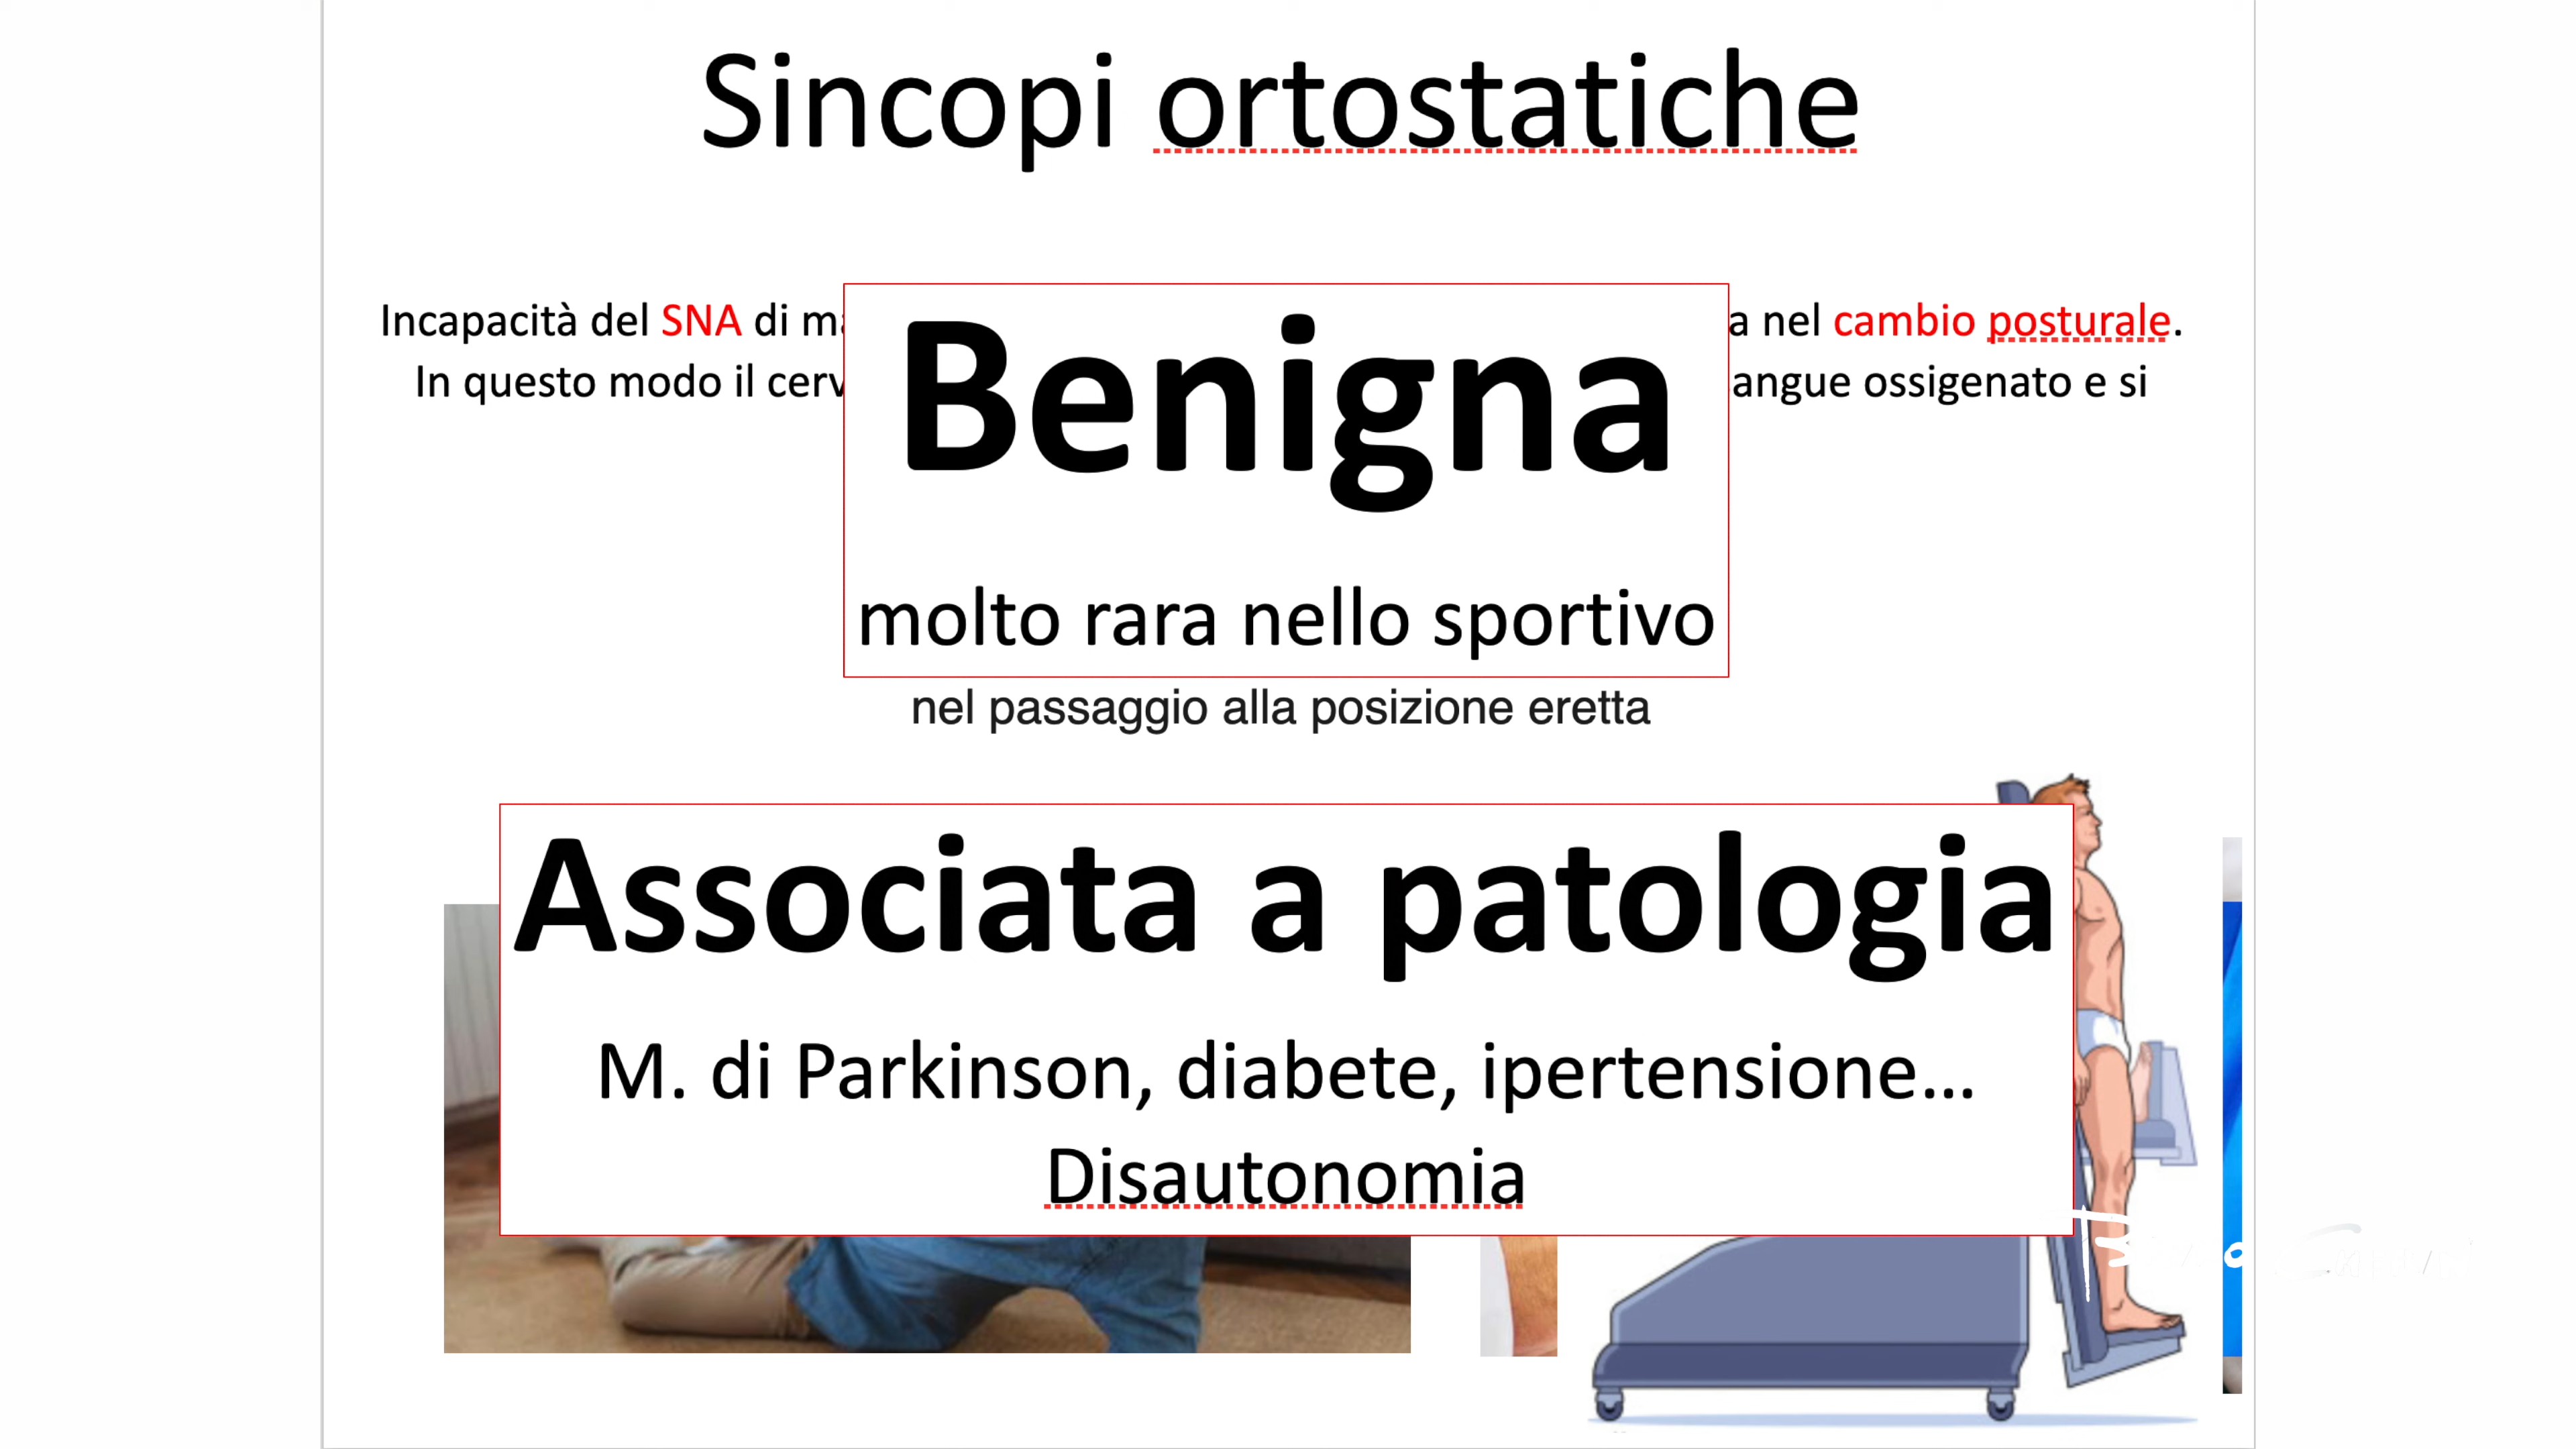 Sincopi ortostatiche
Incapacità del SNA di a nel cambio posturale.
In questo modo il angue ossigenato e si
Benigna
molto rara nello sportivo
nel passaggio alla posizione eretta
Associata a patologia
M. di Parkinson, diabete, ipertensione...
Disautonomia